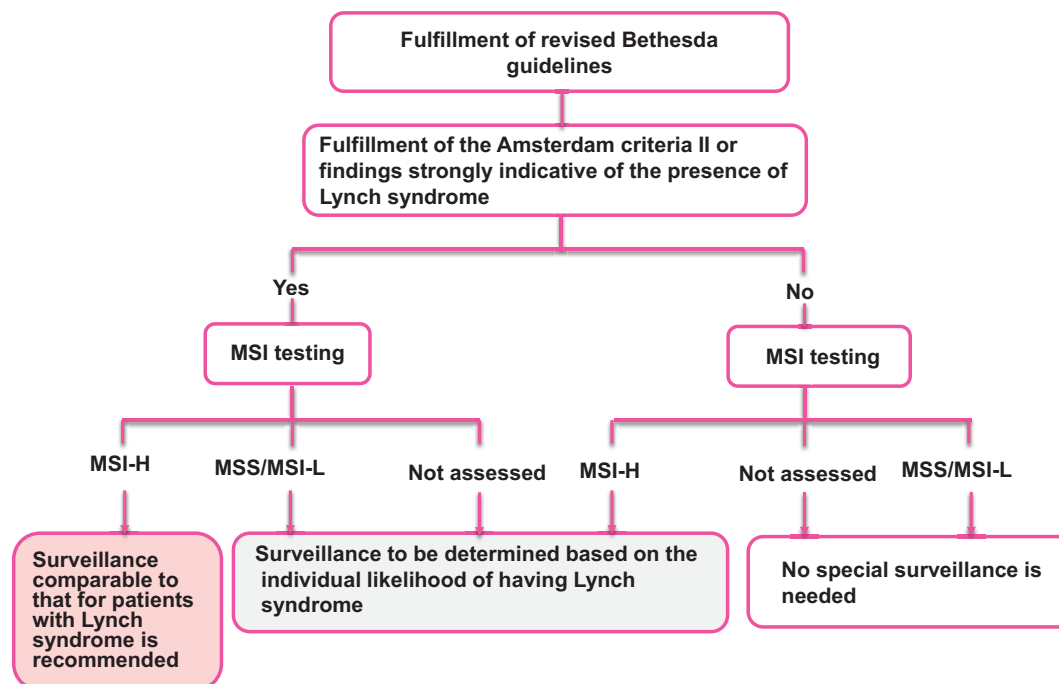 Fulfillment of revised Bethesda
guidelines
Fulfillment of the Amsterdam criteria II or
findings strongly indicative of the presence of
Lynch syndrome
Yes
No
MSI testing
MSI testing
MSI-H
MSS/MSI-L
Not assessed
MSI-H
Not assessed
MSS/MSI-L
Surveillance
comparable to
that for patients
with Lynch
syndrome is
recommended
Surveillance to be determined based on the
individual likelihood of having Lynch
syndrome
No special surveillance is
needed